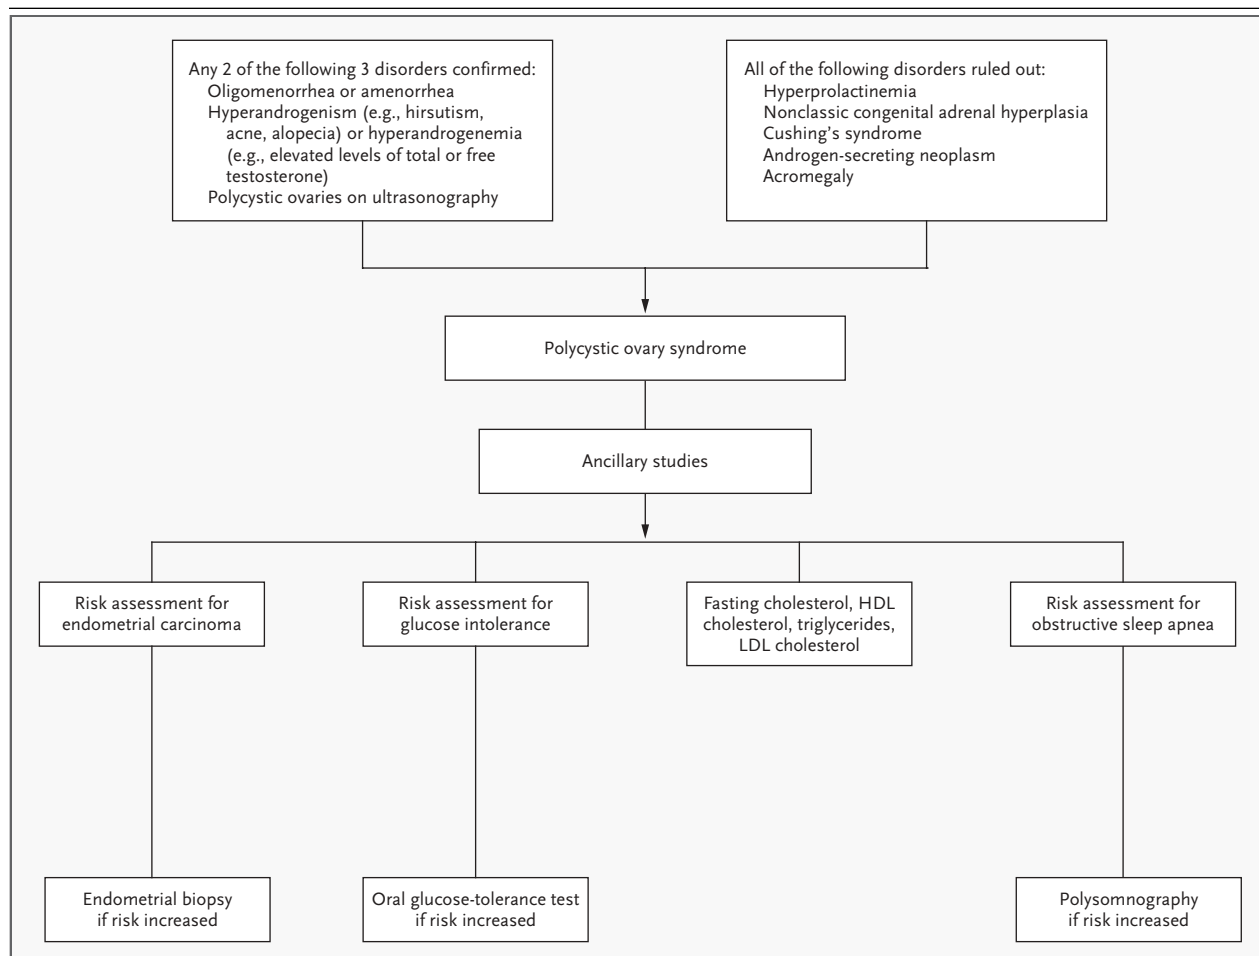 Any 2 of the following 3 disorders confirmed:
Oligomenorrhea or amenorrhea
Hyperandrogenism (e.g., hirsutism,
acne, alopecia) or hyperandrogenemia
(e.g., elevated levels of total or free
testosterone)
Polycystic ovaries on ultrasonography
All of the following disorders ruled out:
Hyperprolactinemia
Nonclassic congenital adrenal hyperplasia
Cushing’s syndrome
Androgen-secreting neoplasm
Acromegaly
Polycystic ovary syndrome
Ancillary studies
Risk assessment for
endometrial carcinoma
Risk assessment for
glucose intolerance
Fasting cholesterol, HDL
cholesterol, triglycerides,
LDL cholesterol
Risk assessment for
obstructive sleep apnea
Endometrial biopsy
if risk increased
Oral glucose-tolerance test
if risk increased
Polysomnography
if risk increased